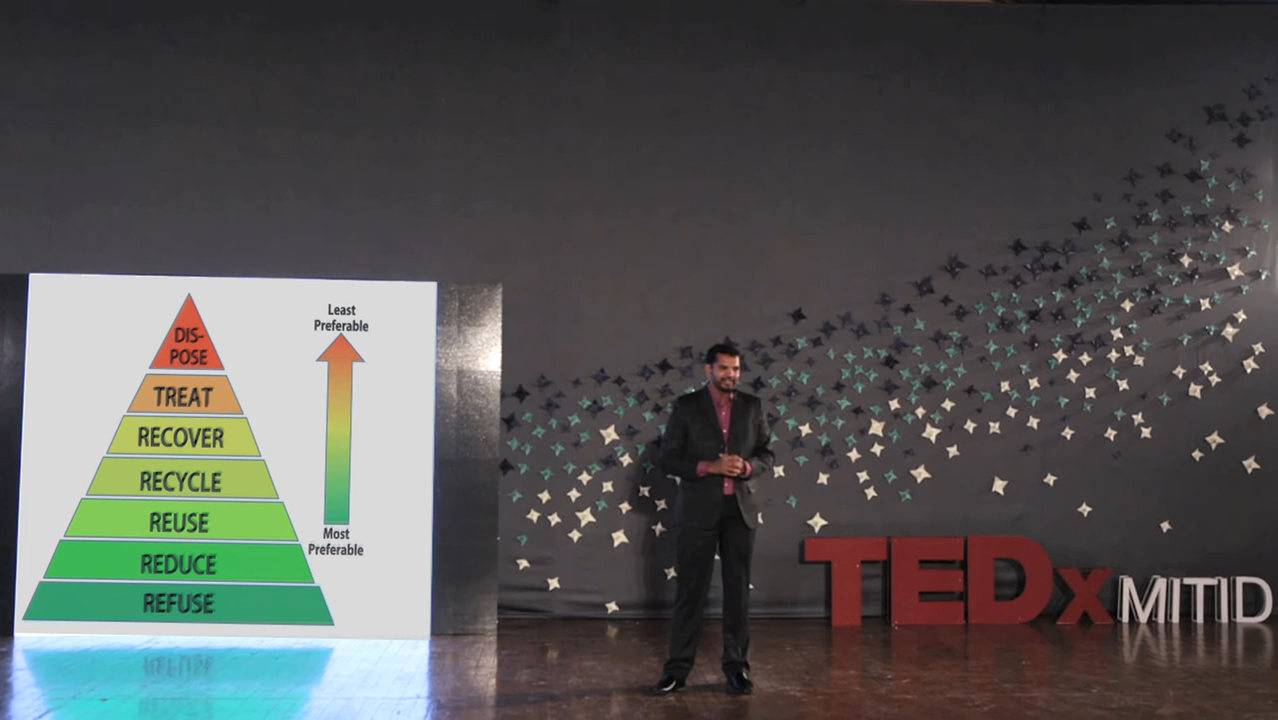 DIS-
POSE
TREAT
RECOVER
RECYCLE
REUSE
REDUCE
REFUSE
Least
Preferable
Most
Preferable
TEDx MITID